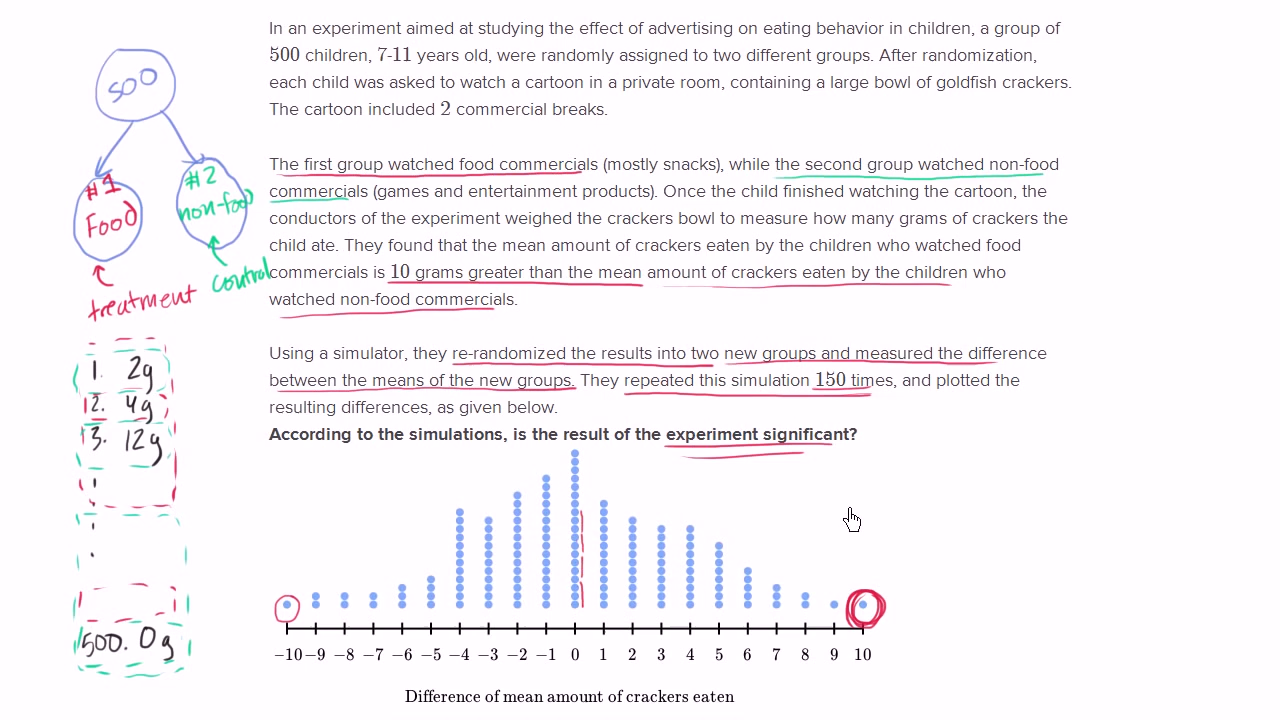 In an experiment aimed at studying the effect of advertising on eating behavior in children, a group of
500 children, 7-11 years old, were randomly assigned to two different groups. After randomization,
each child was asked to watch a cartoon in a private room, containing a large bowl of goldfish crackers.
The cartoon included 2 commercial breaks.
The first group watched food commercials (mostly snacks), while the second group watched non-food
commercials (games and entertainment products). Once the child finished watching the cartoon, the
conductors of the experiment weighed the crackers bowl to measure how many grams of crackers the
child ate. They found that the mean amount of crackers eaten by the children who watched food
commercials is 10 grams greater than the mean amount of crackers eaten by the children who
watched non-food commercials.
Using a simulator, they re-randomized the results into two new groups and measured the difference
between the means of the new groups. They repeated this simulation 150 times, and plotted the
resulting differences, as given below.
According to the simulations, is the result of the experiment significant?
500
#1
Food
#2
non-food
treatment
control
1. 2g
2. 4g
3. 12g
500. 0g
−10 −9 −8 −7 −6 −5 −4 −3 −2 −1 0 1 2 3 4 5 6 7 8 9 10
Difference of mean amount of crackers eaten